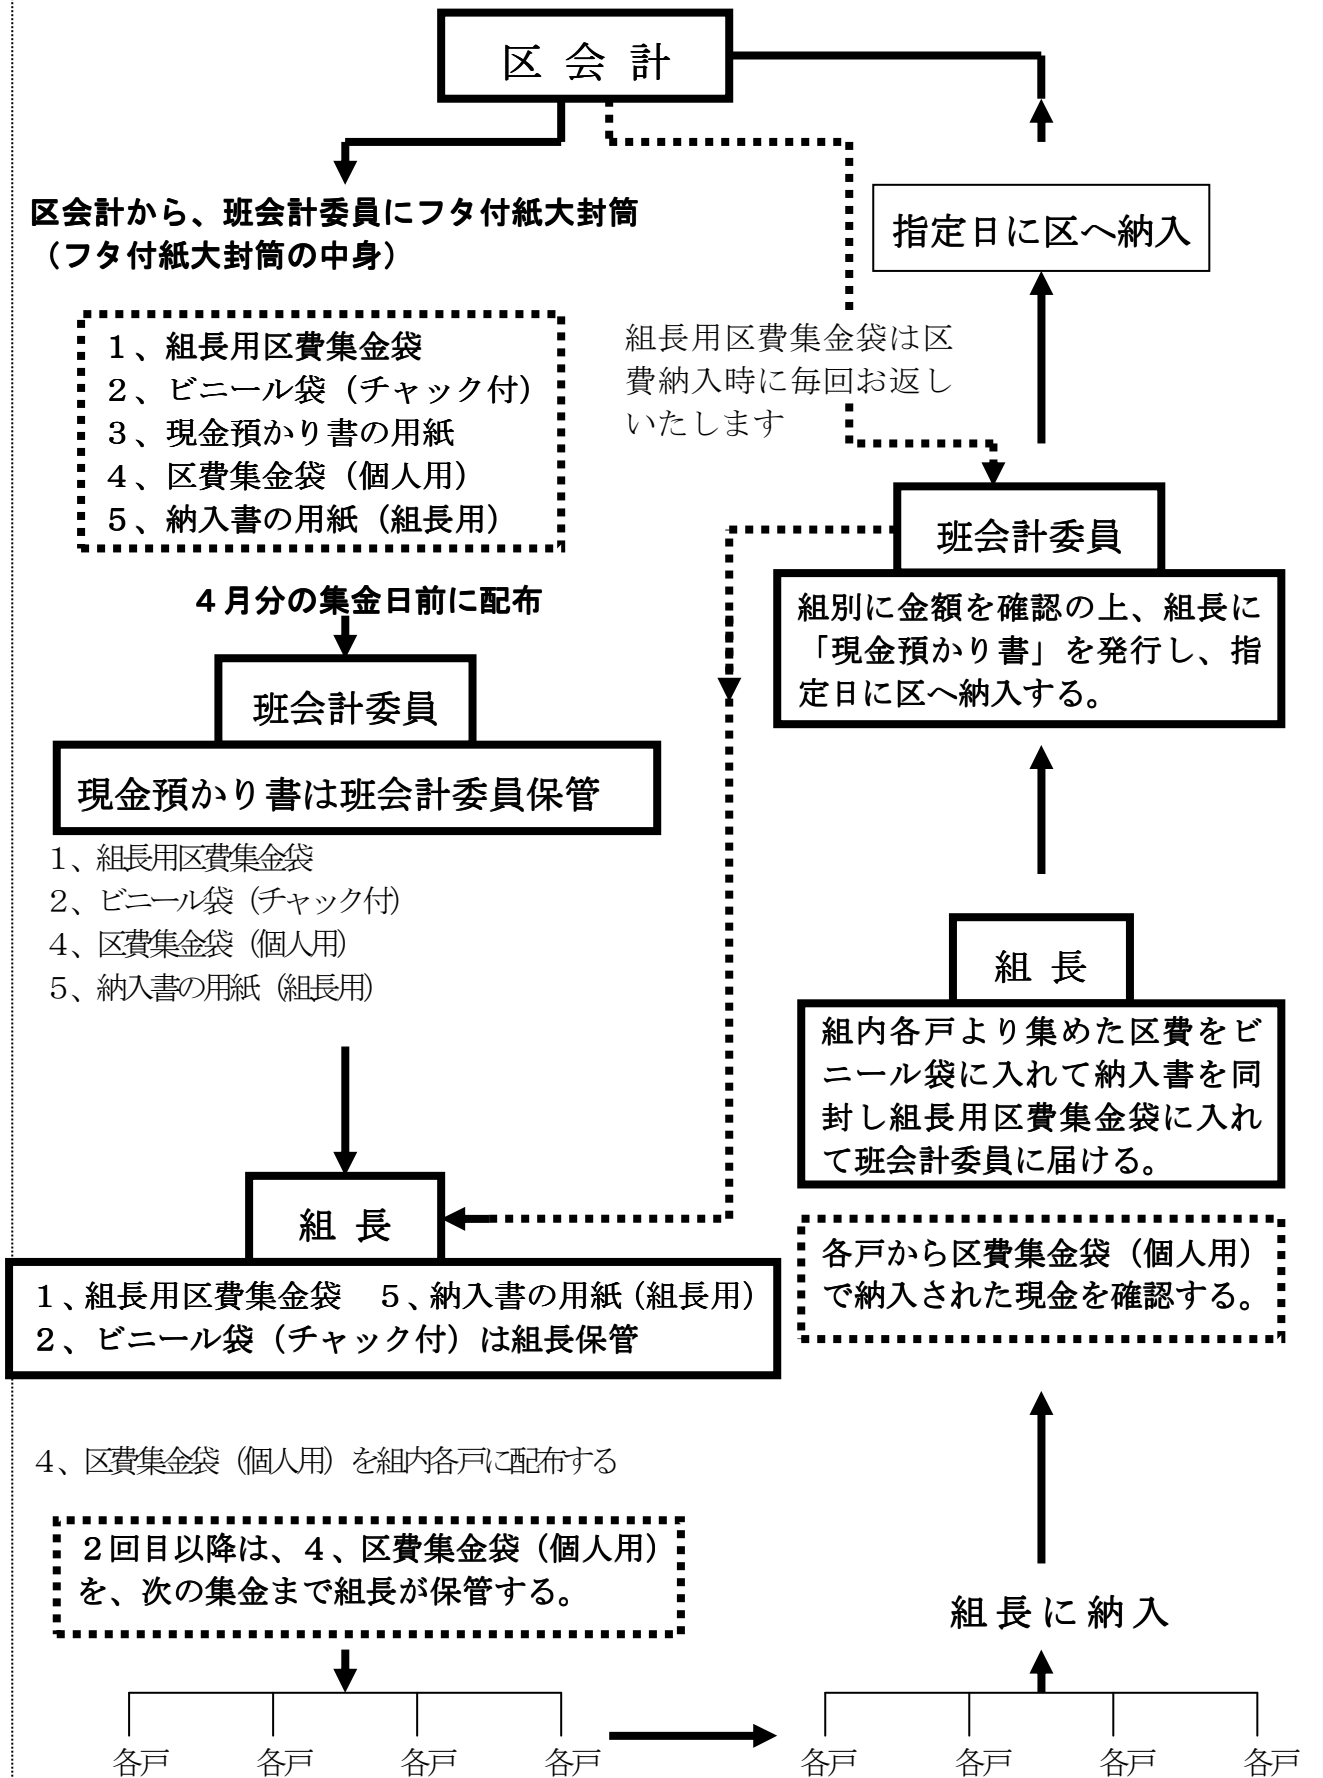 区 会 計
区会計から、班会計委員にフタ付紙大封筒
（フタ付紙大封筒の中身）
１、組長用区費集金袋
２、ビニール袋（チャック付）
３、現金預かり書の用紙
４、区費集金袋（個人用）
５、納入書の用紙（組長用）
４月分の集金日前に配布
班会計委員
現金預かり書は班会計委員保管
１、組長用区費集金袋
２、ビニール袋（チャック付）
４、区費集金袋（個人用）
５、納入書の用紙（組長用）
組 長
１、組長用区費集金袋　５、納入書の用紙（組長用）
２、ビニール袋（チャック付）は組長保管
４、区費集金袋（個人用）を組内各戸に配布する
２回目以降は、４、区費集金袋（個人用）
を、次の集金まで組長が保管する。
各戸　各戸　各戸　各戸
指定日に区へ納入
組長用区費集金袋は区
費納入時に毎回お返し
いたします
班会計委員
組別に金額を確認の上、組長に
「現金預かり書」を発行し、指
定日に区へ納入する。
組 長
組内各戸より集めた区費をビ
ニール袋に入れて納入書を同
封し組長用区費集金袋に入れ
て班会計委員に届ける。
各戸から区費集金袋（個人用）
で納入された現金を確認する。
組長に納入
各戸　各戸　各戸　各戸